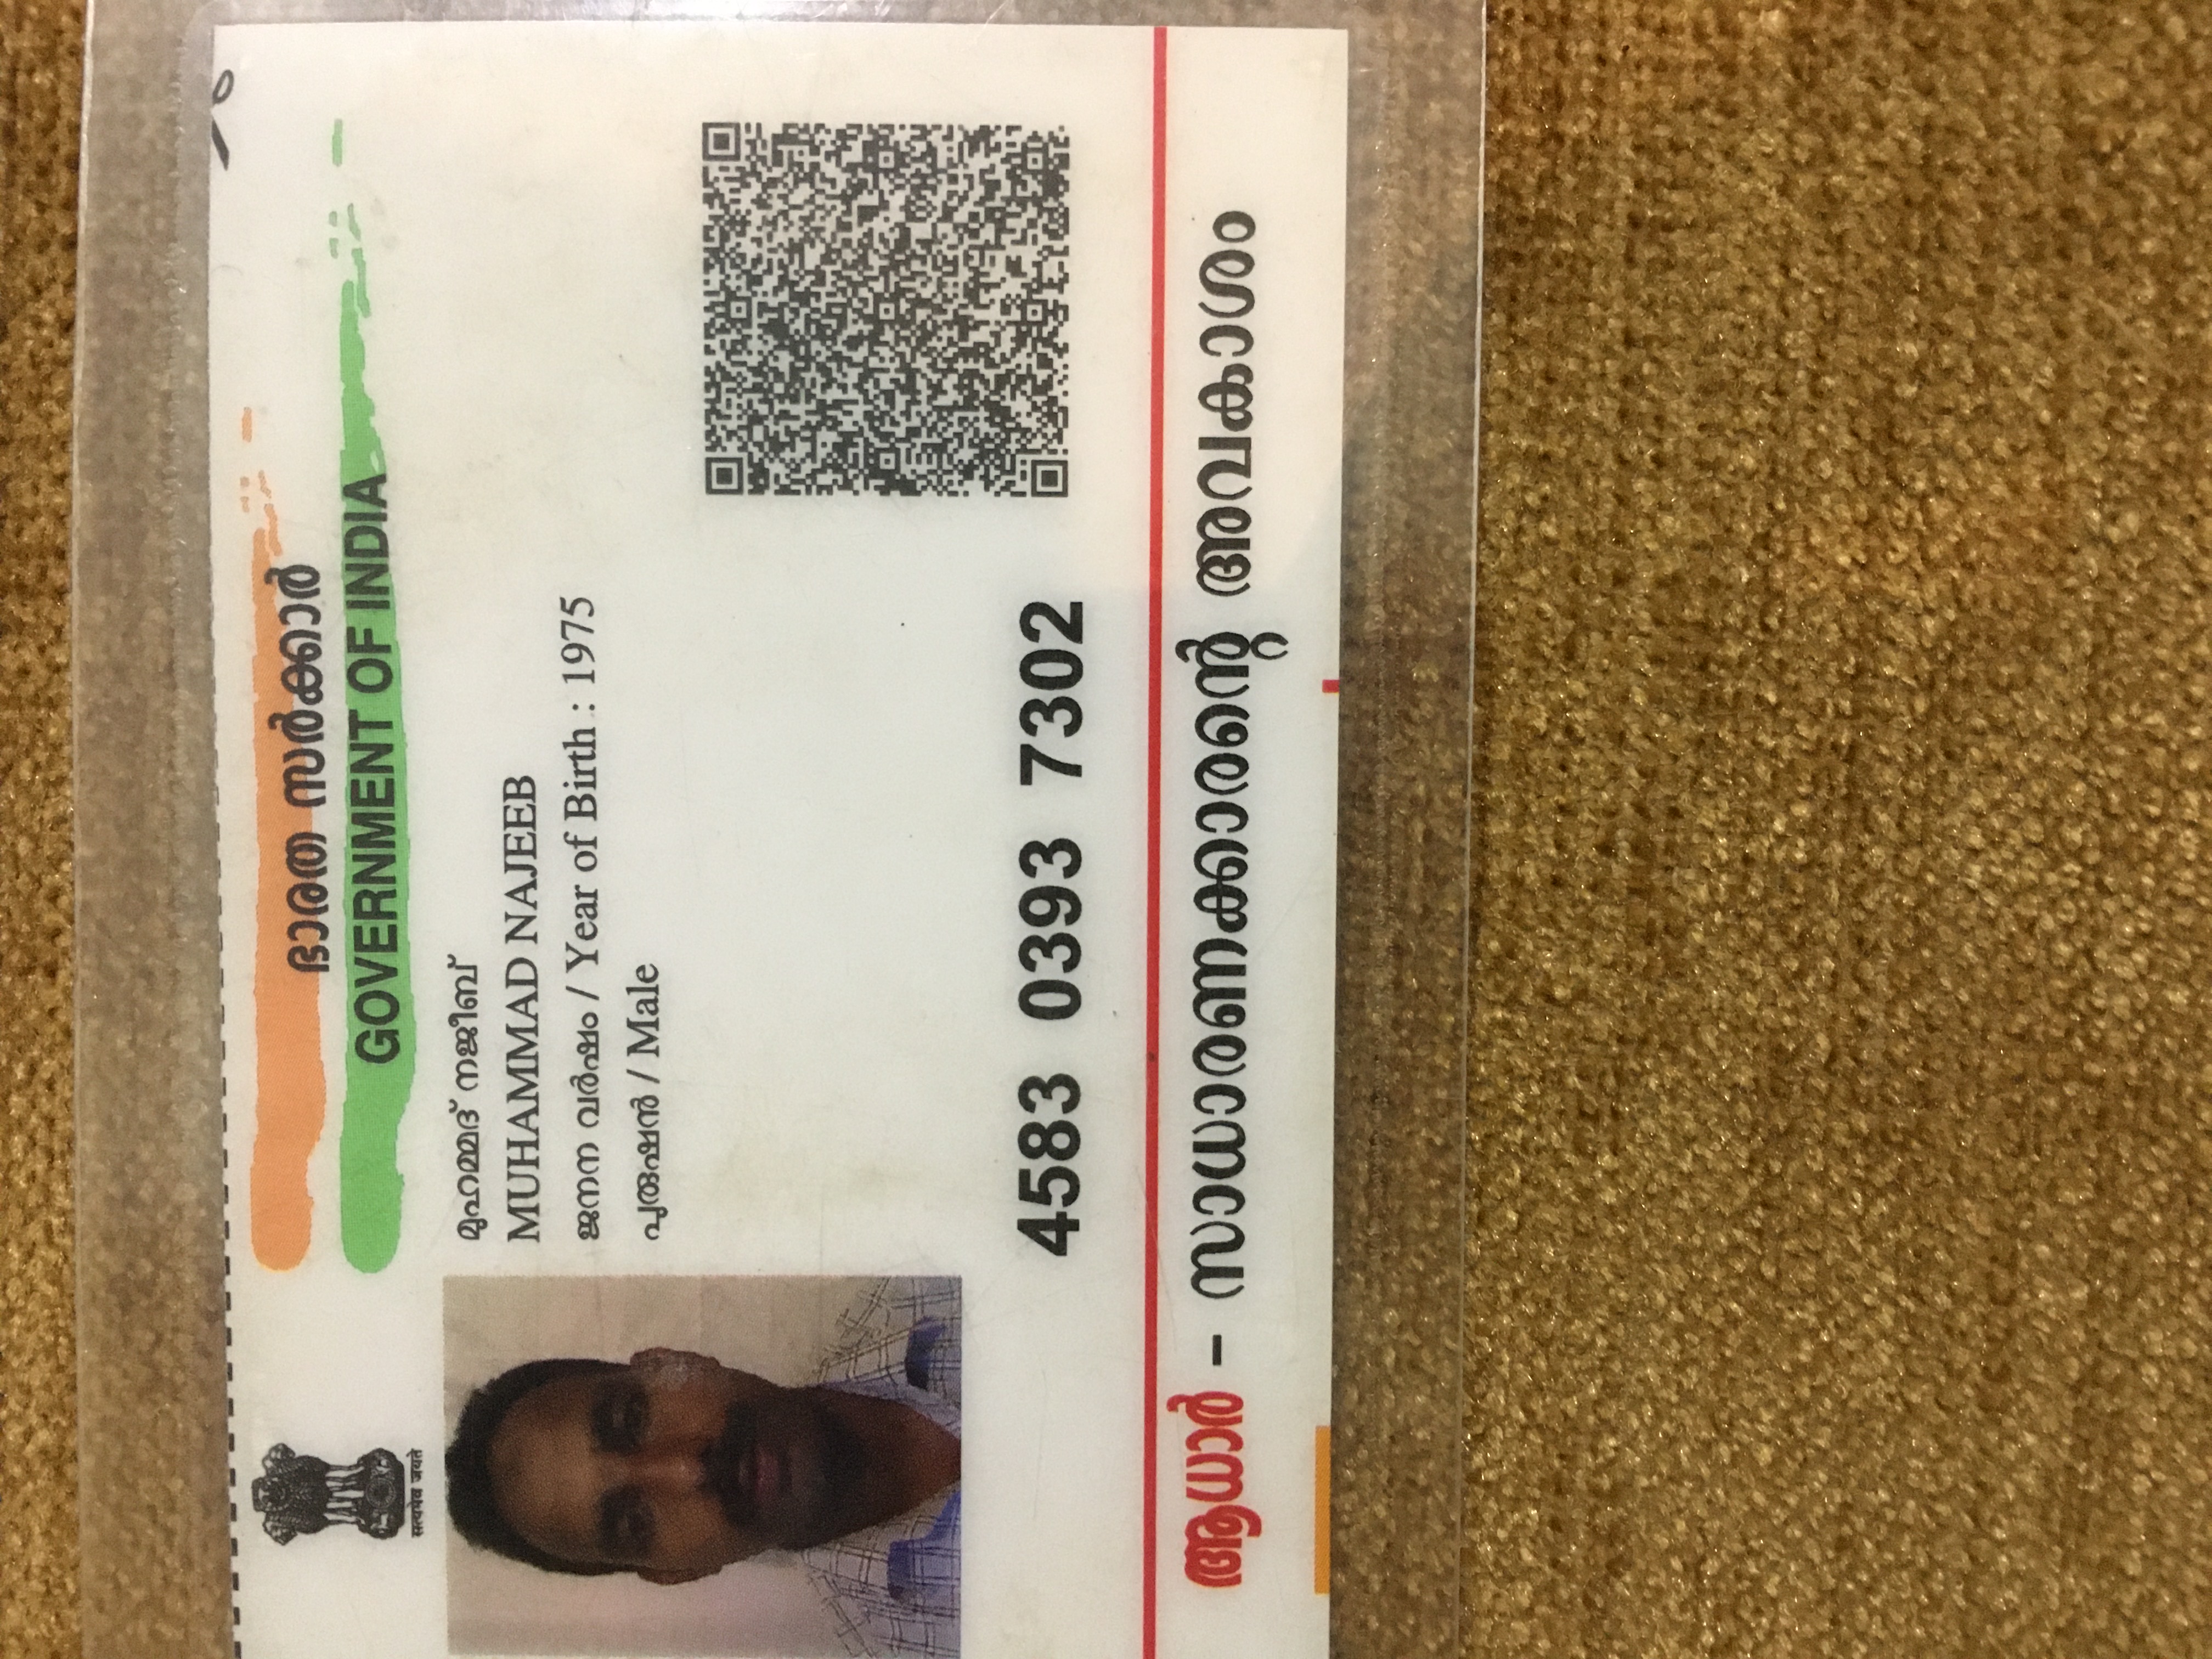 ഭാരത സർക്കാർ
GOVERNMENT OF INDIA
सत्यमेव जयते
മുഹമ്മദ് നജീബ്
MUHAMMAD NAJEEB
ജനന വർഷം / Year of Birth : 1975
പുരുഷൻ / Male
4583 0393 7302
ആധാർ – സാധാരണക്കാരന്റെ അവകാശം